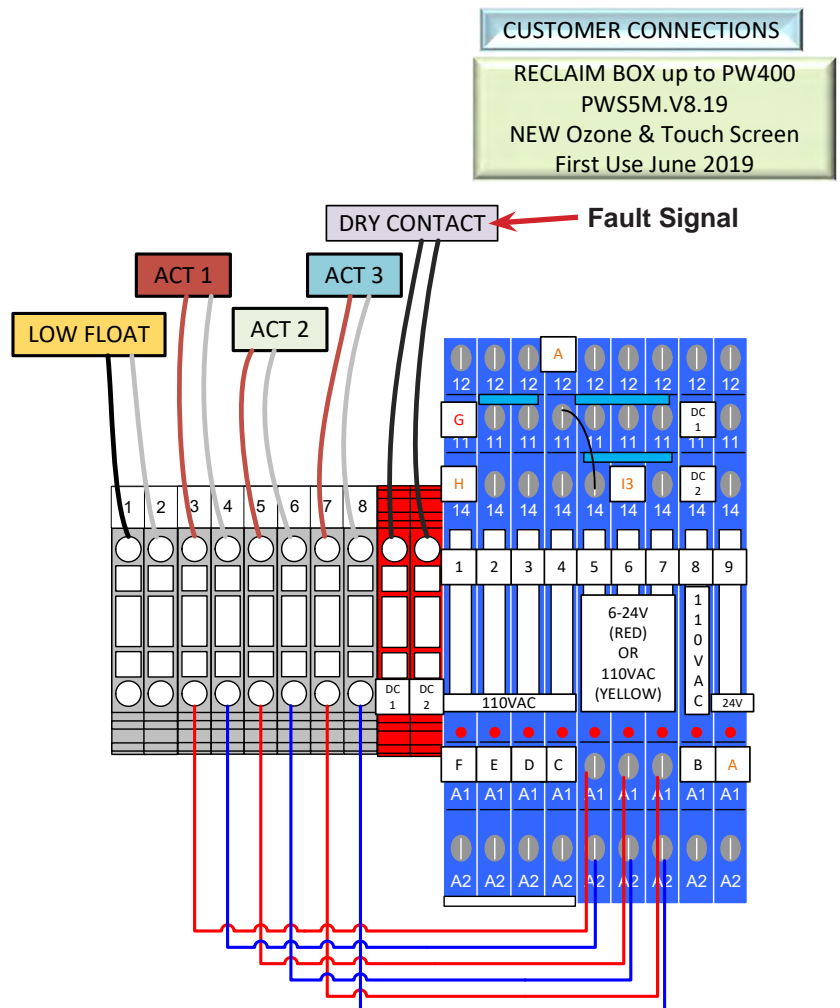 CUSTOMER CONNECTIONS
RECLAIM BOX up to PW400
PWS5M.V8.19
NEW Ozone & Touch Screen
First Use June 2019
DRY CONTACT
Fault Signal
ACT 1
ACT 3
LOW FLOAT
ACT 2
A
12 12 12 12 12 12 12 12 12
G
DC
1
11 11 11 11 11 11 11 11 11
H
I3
DC
2
14 14 14 14 14 14 14 14 14
1 2 3 4 5 6 7 8
1 2 3 4 5 6 7 8 9
6-24V
(RED)
OR
110VAC
(YELLOW)
1
1
0
V
A
C
DC
1
DC
2
110VAC
24V
F E D C B A
A1 A1 A1 A1 A1 A1 A1 A1 A1
A2 A2 A2 A2 A2 A2 A2 A2 A2